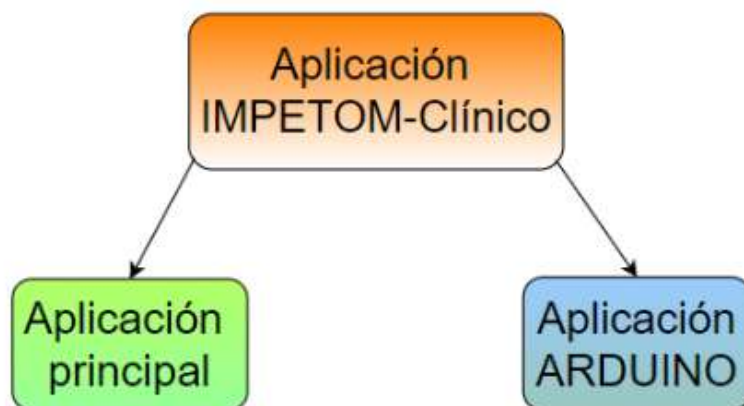 Aplicación
IMPETOM-Clínico
Aplicación
principal
Aplicación
ARDUINO